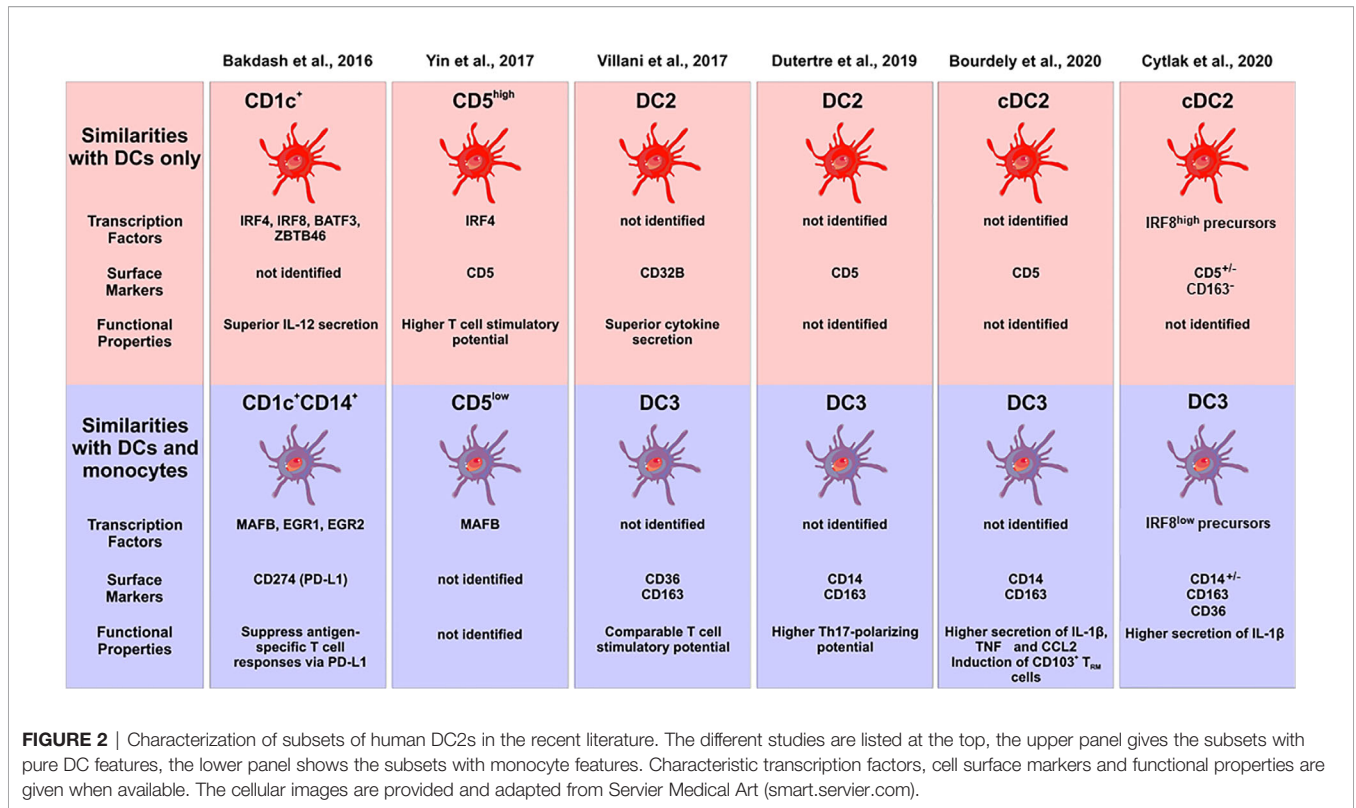 Bakdash et al., 2016 Yin et al., 2017 Villani et al., 2017 Dutertre et al., 2019 Bourdely et al., 2020 Cytlak et al., 2020
Similarities
with DCs only
CD1c⁺ CD5ʰⁱᵍʰ DC2 DC2 cDC2 cDC2
Transcription
Factors
IRF4, IRF8, BATF3,
ZBTB46
IRF4
not identified
not identified
not identified
IRF8ʰⁱᵍʰ precursors
Surface
Markers
not identified
CD5
CD32B
CD5
CD5
CD5⁺/⁻
CD163⁻
Functional
Properties
Superior IL-12 secretion
Higher T cell stimulatory
potential
Superior cytokine
secretion
not identified
not identified
not identified
Similarities
with DCs and
monocytes
CD1c⁺CD14⁺ CD5ˡᵒʷ DC3 DC3 DC3 DC3
Transcription
Factors
MAFB, EGR1, EGR2
MAFB
not identified
not identified
not identified
IRF8ˡᵒʷ precursors
Surface
Markers
CD274 (PD-L1)
not identified
CD36
CD163
CD14
CD163
CD14
CD163
CD14⁺/⁻
CD163
CD36
Functional
Properties
Suppress antigen-
specific T cell
responses via PD-L1
not identified
Comparable T cell
stimulatory potential
Higher Th17-polarizing
potential
Higher secretion of IL-1β,
TNF and CCL2
Induction of CD103⁺ T_RM
cells
Higher secretion of IL-1β
FIGURE 2 | Characterization of subsets of human DC2s in the recent literature. The different studies are listed at the top, the upper panel gives the subsets with
pure DC features, the lower panel shows the subsets with monocyte features. Characteristic transcription factors, cell surface markers and functional properties are
given when available. The cellular images are provided and adapted from Servier Medical Art (smart.servier.com).